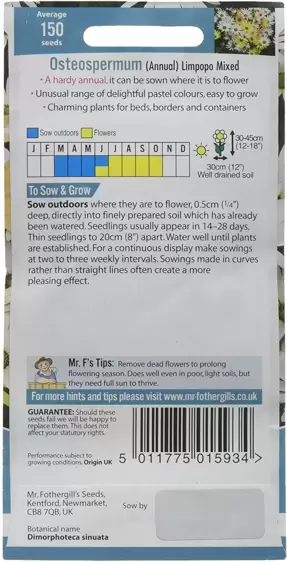 Average
150
seeds
Osteospermum (Annual) Limpopo Mixed
• A hardy annual, it can be sown where it is to flower
• Unusual range of delightful pastel colours, easy to grow
• Charming plants for beds, borders and containers
Sow outdoors Flowers
J F M A M J J A S O N D
30-45cm
(12-18")
30cm (12")
Well drained soil
To Sow & Grow
Sow outdoors where they are to flower, 0.5cm (¼")
deep, directly into finely prepared soil which has already
been watered. Seedlings usually appear in 14–28 days.
Thin seedlings to 20cm (8") apart. Water well until plants
are established. For a continuous display make sowings
at two to three weekly intervals. Sowings made in curves
rather than straight lines often create a more
pleasing effect.
Mr. F's Tips: Remove dead flowers to prolong
flowering season. Does well even in poor, light soils, but
they need full sun to thrive.
For more hints and tips please visit www.mr-fothergills.co.uk
GUARANTEE: Should these
seeds fail we will be happy to
replace them. This does not
affect your statutory rights.
Performance subject to
growing conditions. Origin UK
5 011775 015934 >
Mr. Fothergill's Seeds,
Kentford, Newmarket,
CB8 7QB, UK
Sow by
Botanical name
Dimorphoteca sinuata